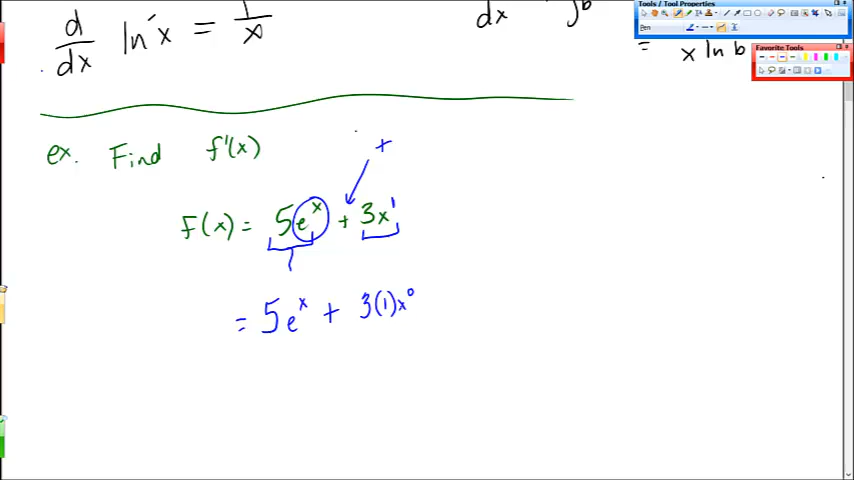 d/dx ln x = 1/x
dx
= x ln b
Tools / Tool Properties
Pen
Favorite Tools
ex. Find f'(x)
+
f(x) = 5e^x + 3x^1
= 5e^x + 3(1)x^0